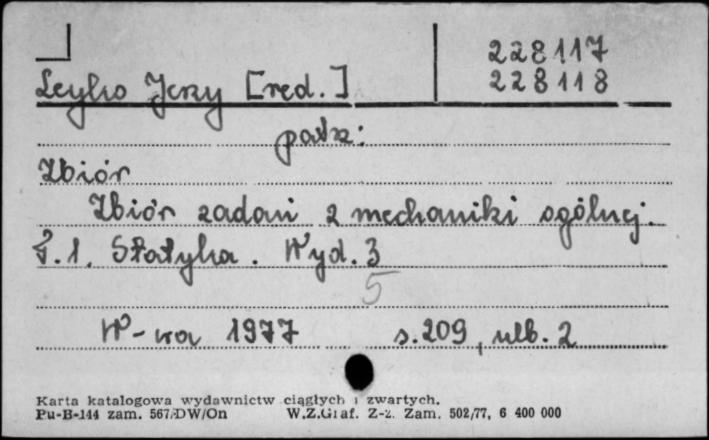 228117
Leyko Jerzy [red.] 228118
patrz:
Zbiór
Zbiór zadań z mechaniki ogólnej.
T.1. Statyka. Wyd. 3
5
W-wa 1977 s. 209, nlb. 2
Karta katalogowa wydawnictw ciągłych i zwartych.
Pu-B-144 zam. 567/DW/On W.Z.Graf. Z-z. Zam. 502/77, 6 400 000